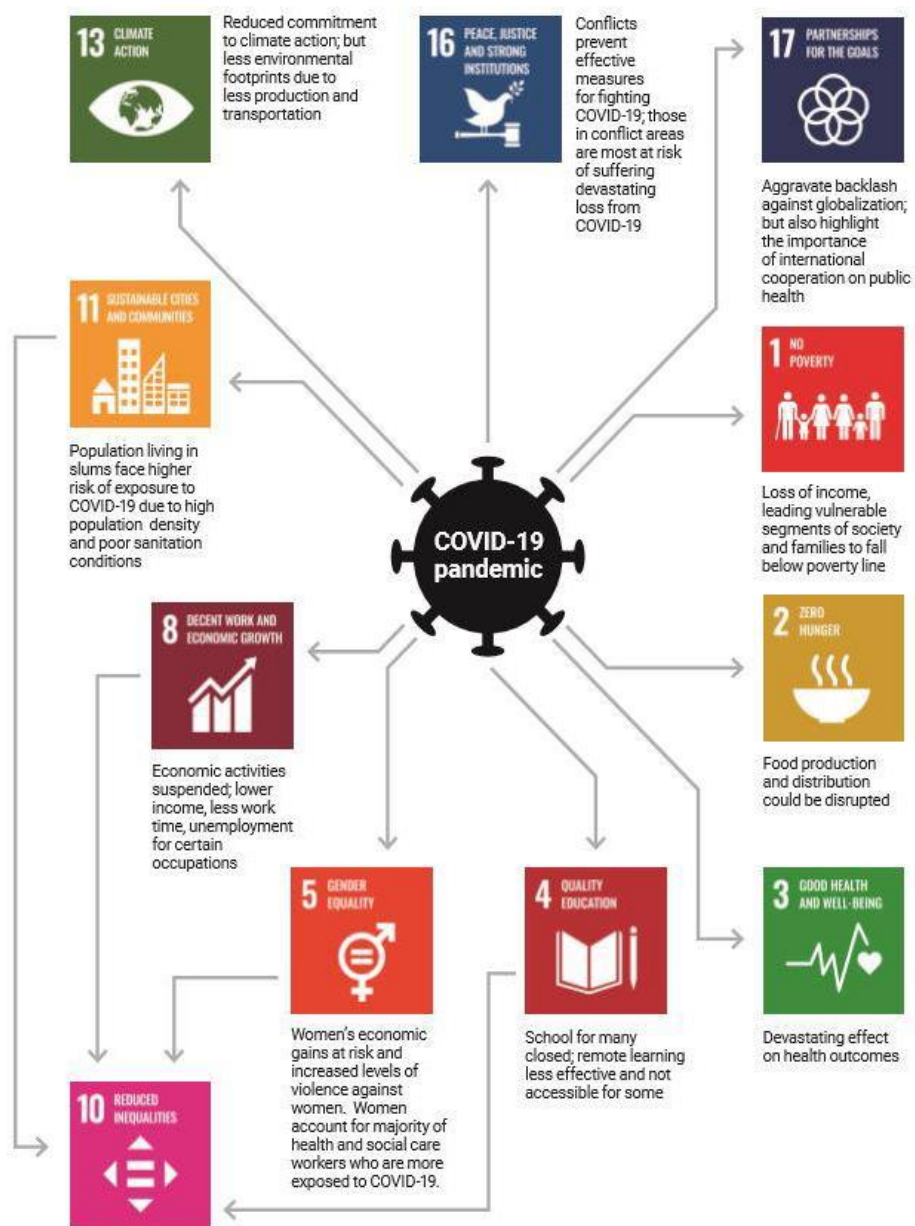 13 CLIMATE
ACTION
Reduced commitment
to climate action; but
less environmental
footprints due to
less production and
transportation
16 PEACE, JUSTICE
AND STRONG
INSTITUTIONS
Conflicts
prevent
effective
measures
for fighting
COVID-19; those
in conflict areas
are most at risk
of suffering
devastating
loss from
COVID-19
17 PARTNERSHIPS
FOR THE GOALS
Aggravate backlash
against globalization;
but also highlight
the importance
of international
cooperation on public
health
11 SUSTAINABLE CITIES
AND COMMUNITIES
Population living in
slums face higher
risk of exposure to
COVID-19 due to high
population density
and poor sanitation
conditions
1 NO
POVERTY
Loss of income,
leading vulnerable
segments of society
and families to fall
below poverty line
COVID-19
pandemic
8 DECENT WORK AND
ECONOMIC GROWTH
Economic activities
suspended; lower
income, less work
time, unemployment
for certain
occupations
2 ZERO
HUNGER
Food production
and distribution
could be disrupted
5 GENDER
EQUALITY
Women's economic
gains at risk and
increased levels of
violence against
women. Women
account for majority of
health and social care
workers who are more
exposed to COVID-19.
4 QUALITY
EDUCATION
School for many
closed; remote learning
less effective and not
accessible for some
3 GOOD HEALTH
AND WELL-BEING
Devastating effect
on health outcomes
10 REDUCED
INEQUALITIES